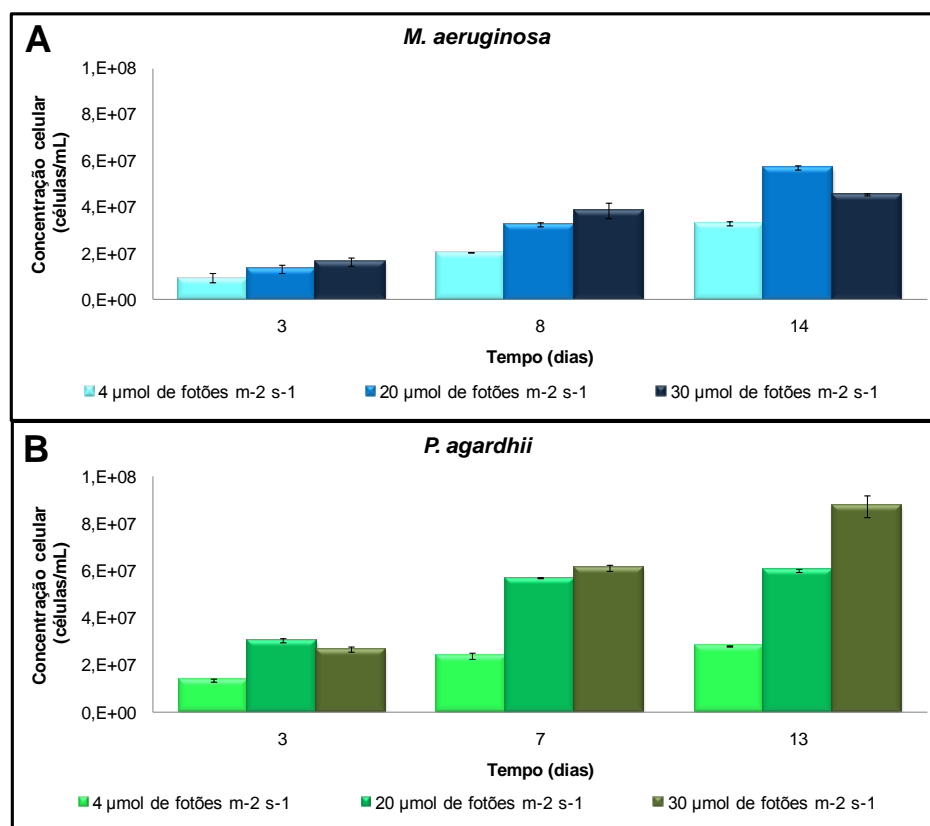 A
M. aeruginosa
Concentração celular
(células/mL)
1,E+08
8,E+07
6,E+07
4,E+07
2,E+07
0,E+00
3 8 14
Tempo (dias)
4 µmol de fotões m-2 s-1 20 µmol de fotões m-2 s-1 30 µmol de fotões m-2 s-1
B
P. agardhii
Concentração celular
(células/mL)
1,E+08
8,E+07
6,E+07
4,E+07
2,E+07
0,E+00
3 7 13
Tempo (dias)
4 µmol de fotões m-2 s-1 20 µmol de fotões m-2 s-1 30 µmol de fotões m-2 s-1